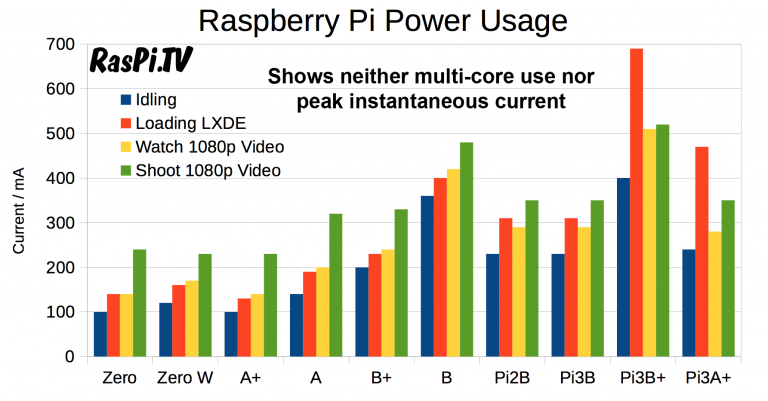 Raspberry Pi Power Usage
RasPi.TV
Shows neither multi-core use nor
peak instantaneous current
Idling
Loading LXDE
Watch 1080p Video
Shoot 1080p Video
Current / mA
700
600
500
400
300
200
100
0
Zero Zero W A+ A B+ B Pi2B Pi3B Pi3B+ Pi3A+